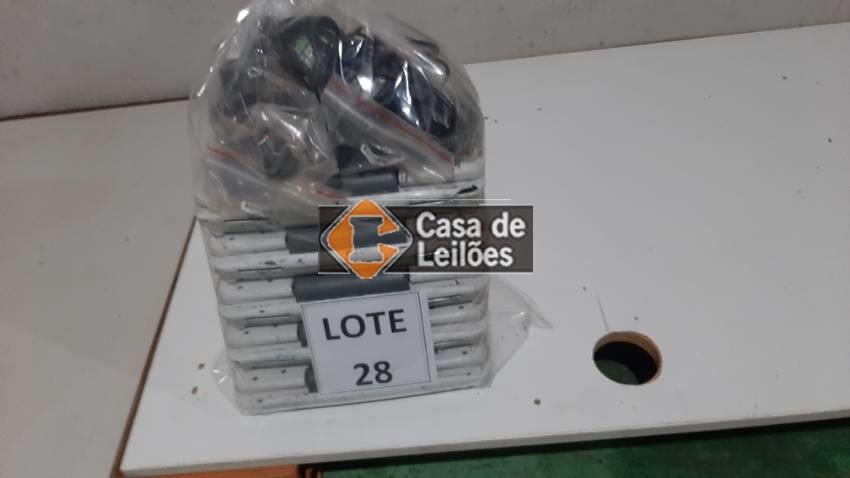 Casa de
Leilões
LOTE
28